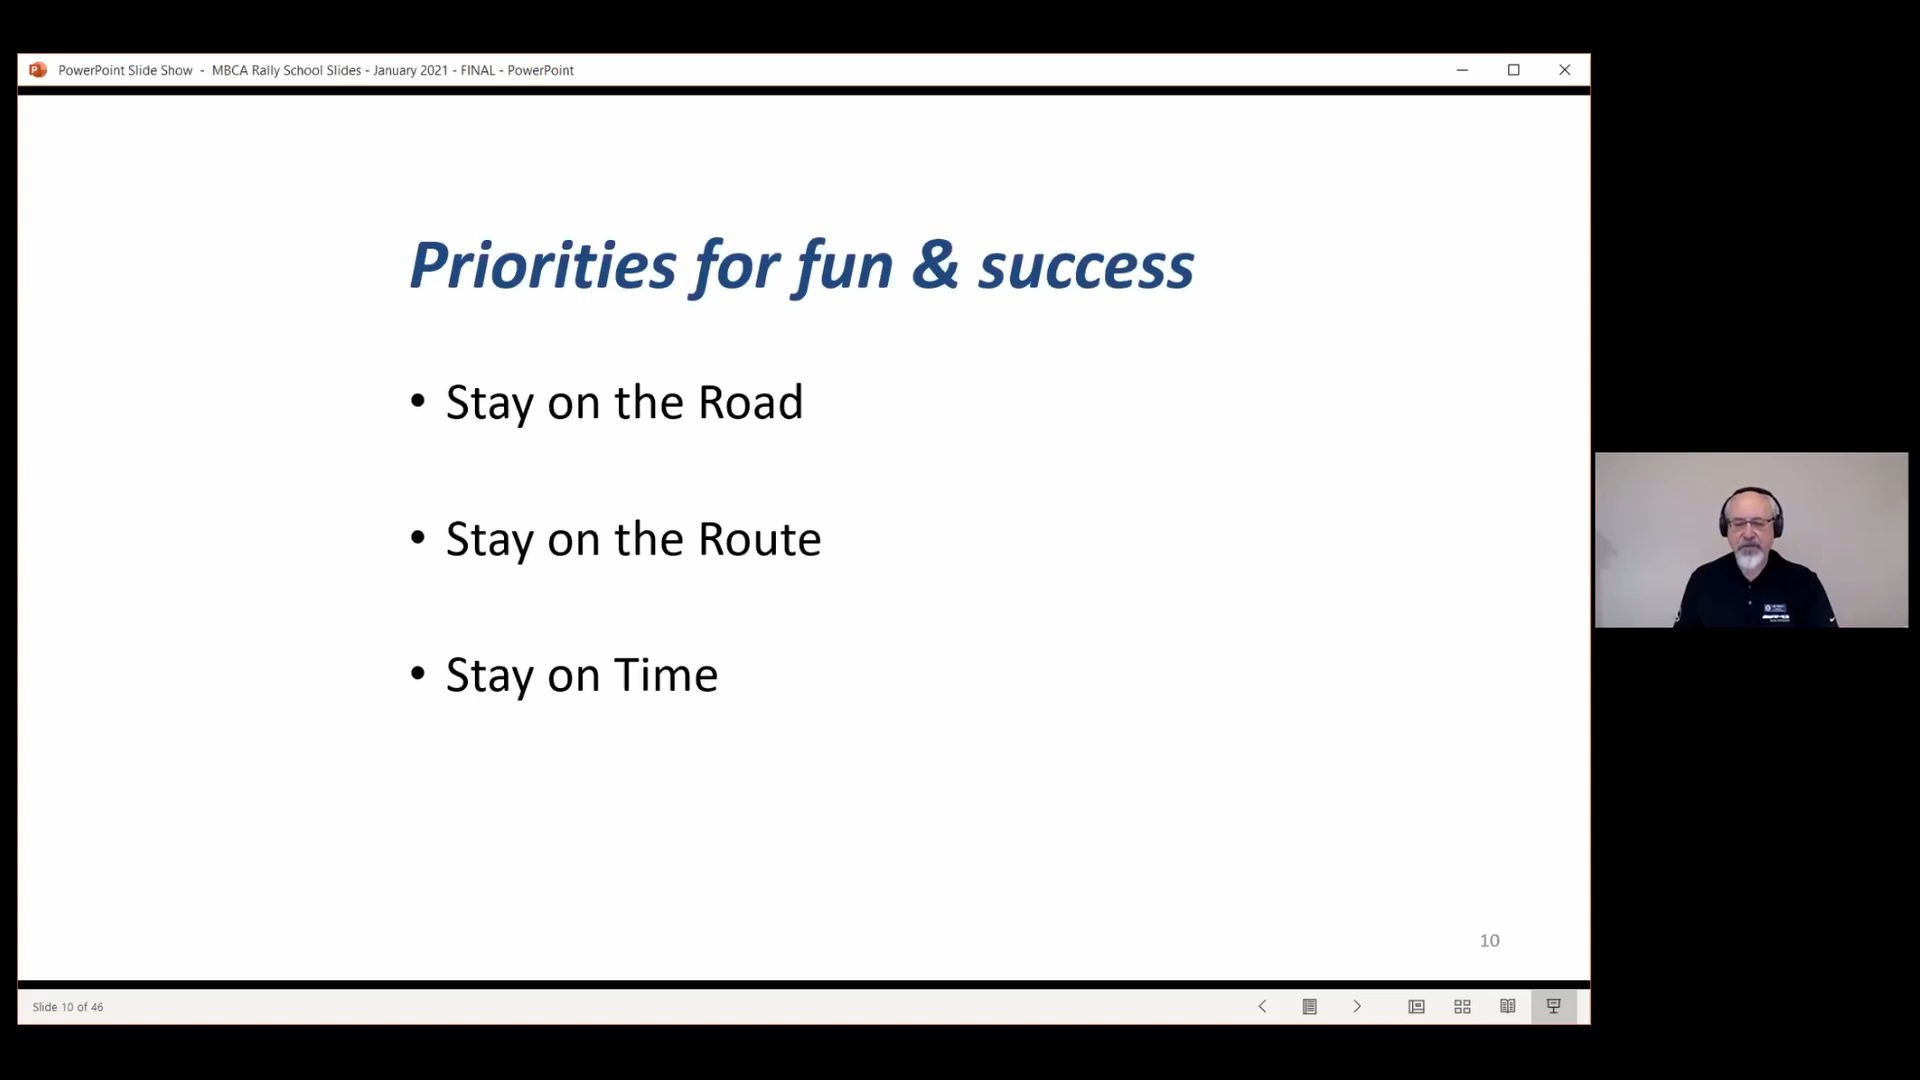 PowerPoint Slide Show - MBCA Rally School Slides - January 2021 - FINAL - PowerPoint
Priorities for fun & success
• Stay on the Road
• Stay on the Route
• Stay on Time
10
Slide 10 of 46